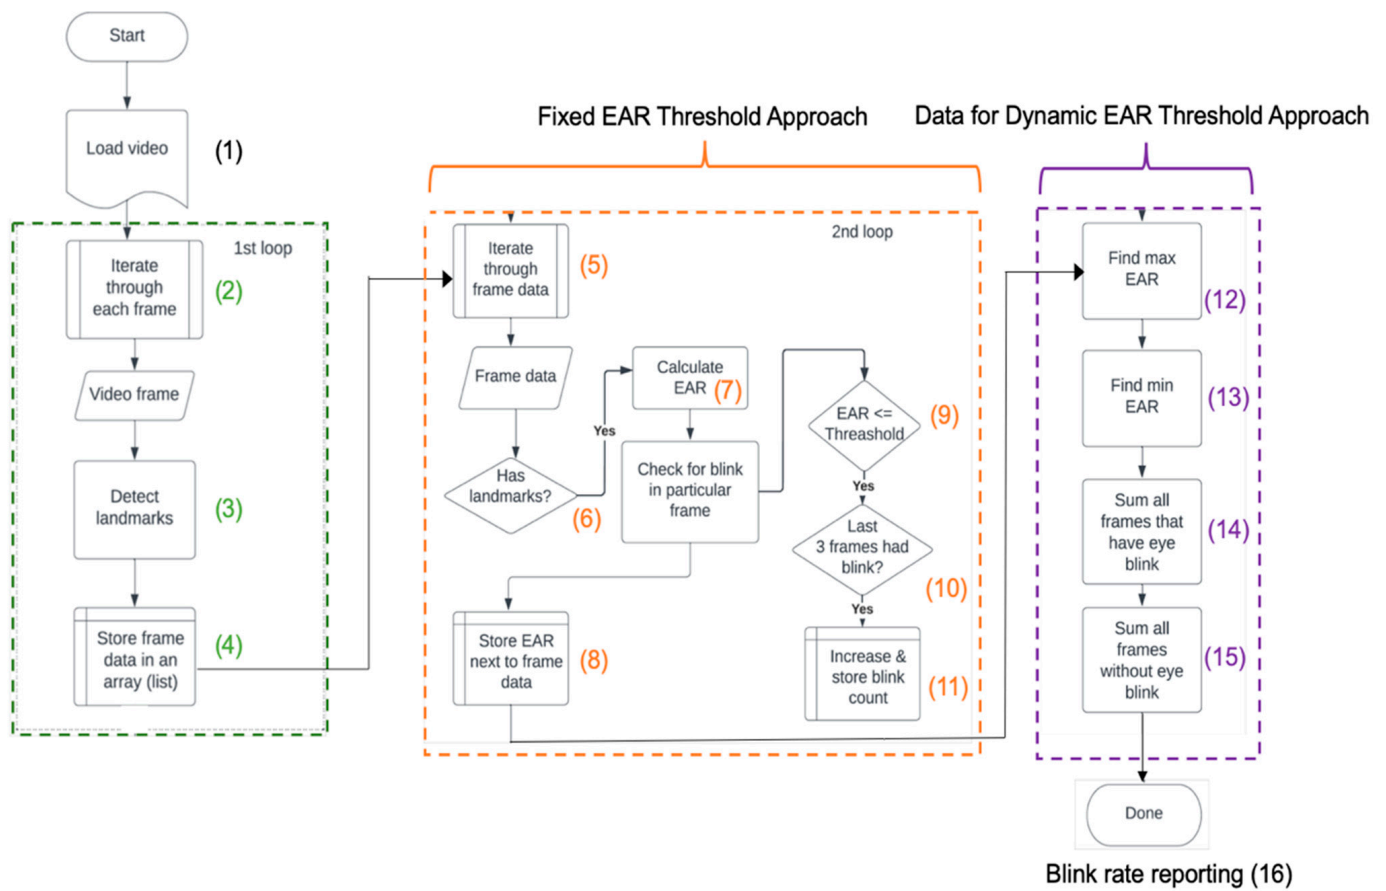 Start
Load video
(1)
1st loop
Iterate
through
each frame
(2)
Video frame
Detect
landmarks
(3)
Store frame
data in an
array (list)
(4)
Fixed EAR Threshold Approach
2nd loop
Iterate
through
frame data
(5)
Frame data
Has
landmarks?
(6)
Yes
Calculate
EAR
(7)
Check for blink
in particular
frame
Store EAR
next to frame
data
(8)
EAR <=
Threashold
(9)
Yes
Last
3 frames had
blink?
(10)
Yes
Increase &
store blink
count
(11)
Data for Dynamic EAR Threshold Approach
Find max
EAR
(12)
Find min
EAR
(13)
Sum all
frames that
have eye
blink
(14)
Sum all
frames
without eye
blink
(15)
Done
Blink rate reporting (16)